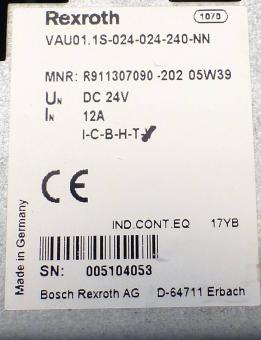 Rexroth 10/0
VAU01.1S-024-024-240-NN
MNR: R911307090 -202 05W39
UN DC 24V
IN 12A
I-C-B-H-T-
CE
IND.CONT.EQ 17YB
Made in Germany
SN: 005104053
Bosch Rexroth AG D-64711 Erbach